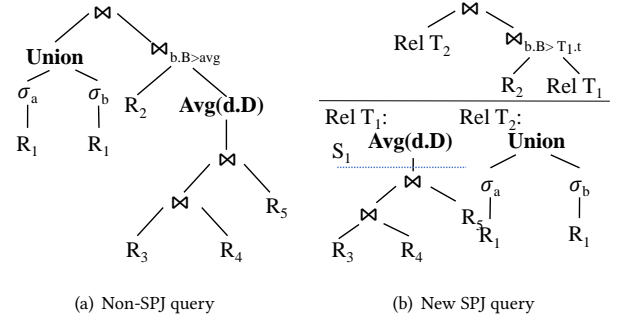 ⋈
Union
⋈ b.B>avg
σa
σb
R2
Avg(d.D)
R1
R1
⋈
⋈
R5
R3
R4
(a) Non-SPJ query
⋈
Rel T2
⋈ b.B> T1.t
R2
Rel T1
Rel T1:
Rel T2:
S1
Avg(d.D)
Union
⋈
σa
σb
⋈
R5
R1
R1
R3
R4
(b) New SPJ query